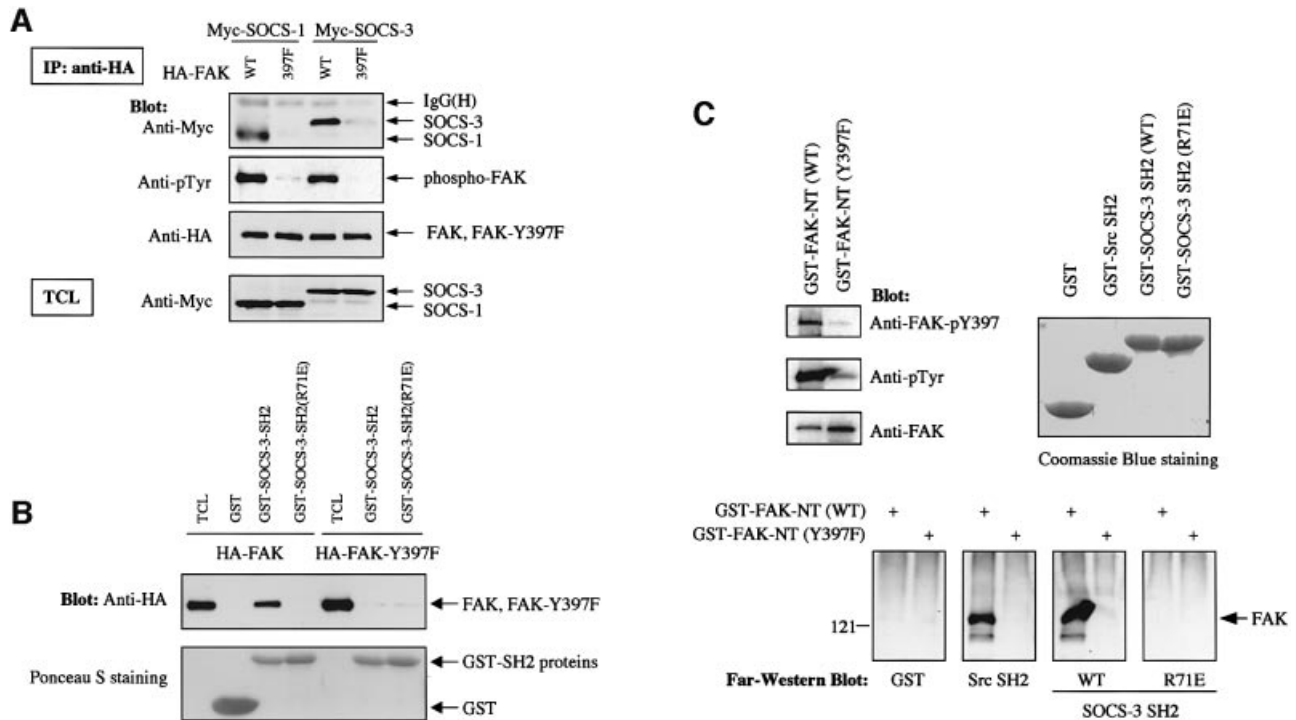 A
Myc-SOCS-1 Myc-SOCS-3
IP: anti-HA
HA-FAK WT 397F WT 397F
Blot:
Anti-Myc
IgG(H)
SOCS-3
SOCS-1
Anti-pTyr
phospho-FAK
Anti-HA
FAK, FAK-Y397F
TCL
Anti-Myc
SOCS-3
SOCS-1
B
TCL GST GST-SOCS-3-SH2 GST-SOCS-3-SH2(R71E) TCL GST-SOCS-3-SH2 GST-SOCS-3-SH2(R71E)
HA-FAK HA-FAK-Y397F
Blot: Anti-HA
FAK, FAK-Y397F
Ponceau S staining
GST-SH2 proteins
GST
C
GST-FAK-NT (WT) GST-FAK-NT (Y397F)
Blot:
Anti-FAK-pY397
Anti-pTyr
Anti-FAK
GST GST-Src SH2 GST-SOCS-3 SH2 (WT) GST-SOCS-3 SH2 (R71E)
Coomassie Blue staining
GST-FAK-NT (WT) + + + +
GST-FAK-NT (Y397F) + + + +
121
FAK
Far-Western Blot: GST Src SH2 WT R71E
SOCS-3 SH2